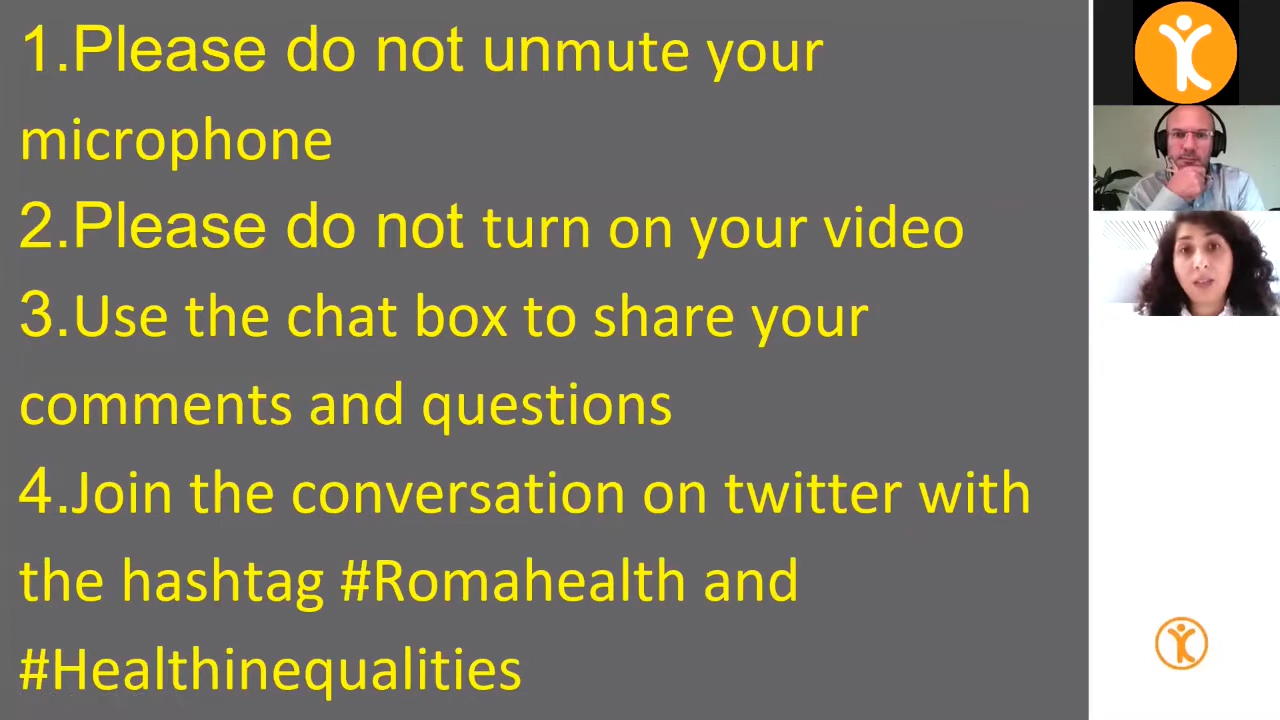 1.Please do not unmute your
microphone
2.Please do not turn on your video
3.Use the chat box to share your
comments and questions
4.Join the conversation on twitter with
the hashtag #Romahealth and
#Healthinequalities